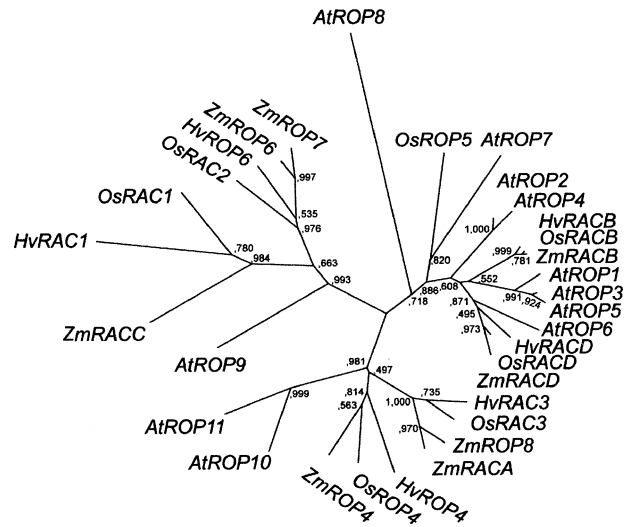 AtROP8
ZmROP7
ZmROP6
HvROP6
OsRAC2
OsROP5
AtROP7
,997
AtROP2
AtROP4
OsRAC1
HvRACB
OsRACB
ZmRACB
,535
,976
1,000
HvRAC1
,780
,984
,999
,781
,820
AtROP1
,663
,552
AtROP3
,993
,886
,608
,991
,924
AtROP5
,718
,871
AtROP6
ZmRACC
,495
HvRACD
,973
OsRACD
AtROP9
,981
,497
ZmRACD
,999
,814
,735
HvRAC3
,563
1,000
OsRAC3
AtROP11
,970
ZmROP8
AtROP10
ZmRACA
ZmROP4
OsROP4
HvROP4